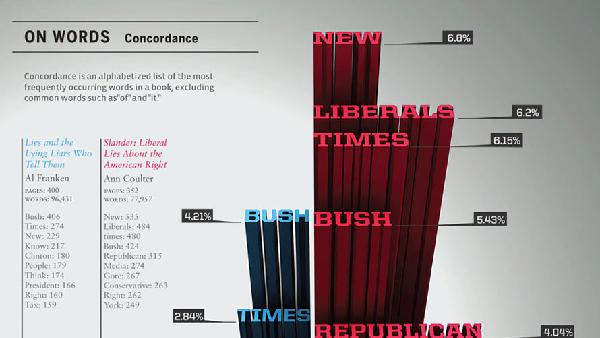 ON WORDS Concordance
Concordance is an alphabetized list of the most
frequently occurring words in a book, excluding
common words such as"of"and"it."
Lies and the
Lying Liars Who
Tell Them
Al Franken
PAGES: 400
WORDS: 96,431
Bush: 406
Times: 274
New: 229
Know: 217
Clinton: 180
People: 179
Think: 174
President: 166
Right: 160
Tax: 159
Slander: Liberal
Lies About the
American Right
Ann Coulter
PAGES: 352
WORDS: 77,957
New: 535
Liberals: 484
times: 480
Bush: 424
Republican: 315
Media: 274
Gore: 267
Conservative: 263
Right: 262
York: 249
NEW
6.8%
LIBERALS
6.2%
TIMES
6.15%
4.21%
BUSH
BUSH
5.43%
2.84%
TIMES
REPUBLICAN
4.04%